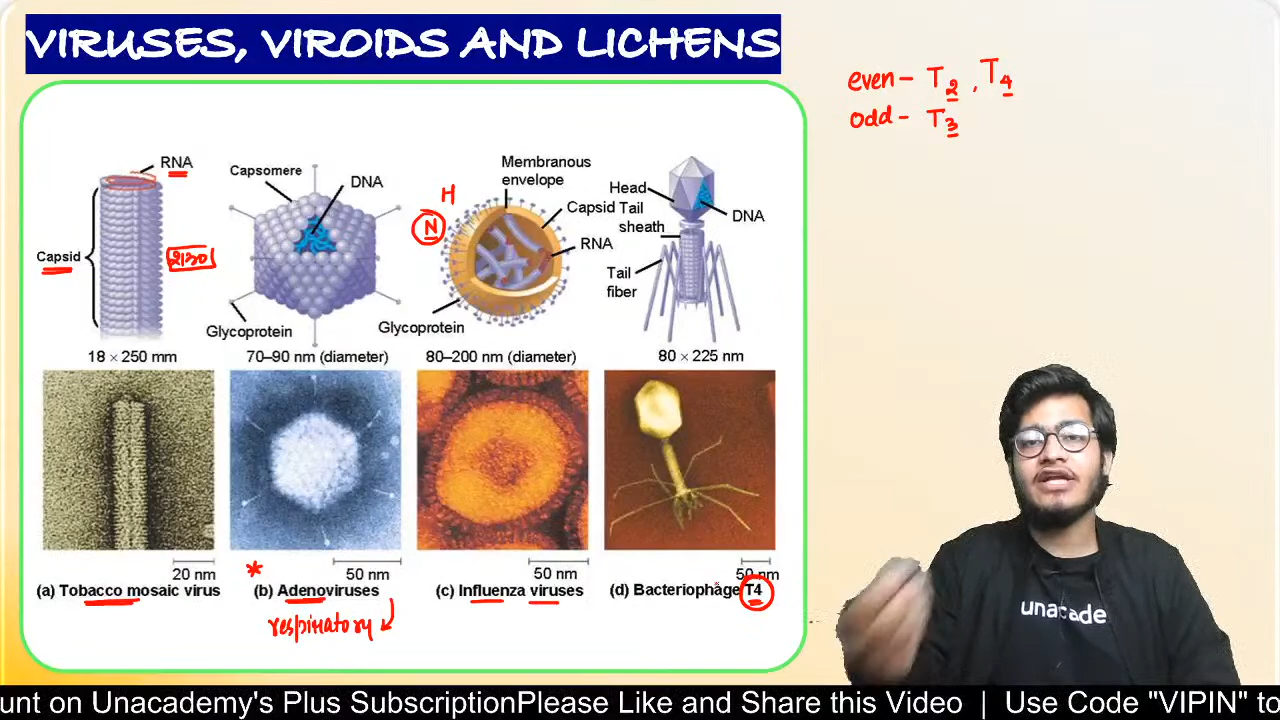 VIRUSES, VIROIDS AND LICHENS
even - T2, T4
odd - T3
RNA
Capsid
2130
18 × 250 mm
Capsomere
DNA
Glycoprotein
70–90 nm (diameter)
H
N
Membranous
envelope
Capsid
RNA
Glycoprotein
80–200 nm (diameter)
Head
Tail
sheath
DNA
Tail
fiber
80 × 225 nm
20 nm
50 nm
50 nm
50 nm
(a) Tobacco mosaic virus
(b) Adenoviruses
(c) Influenza viruses
(d) Bacteriophage T4
respiratory
unacade
ount on Unacademy's Plus SubscriptionPlease Like and Share this Video | Use Code "VIPIN" to